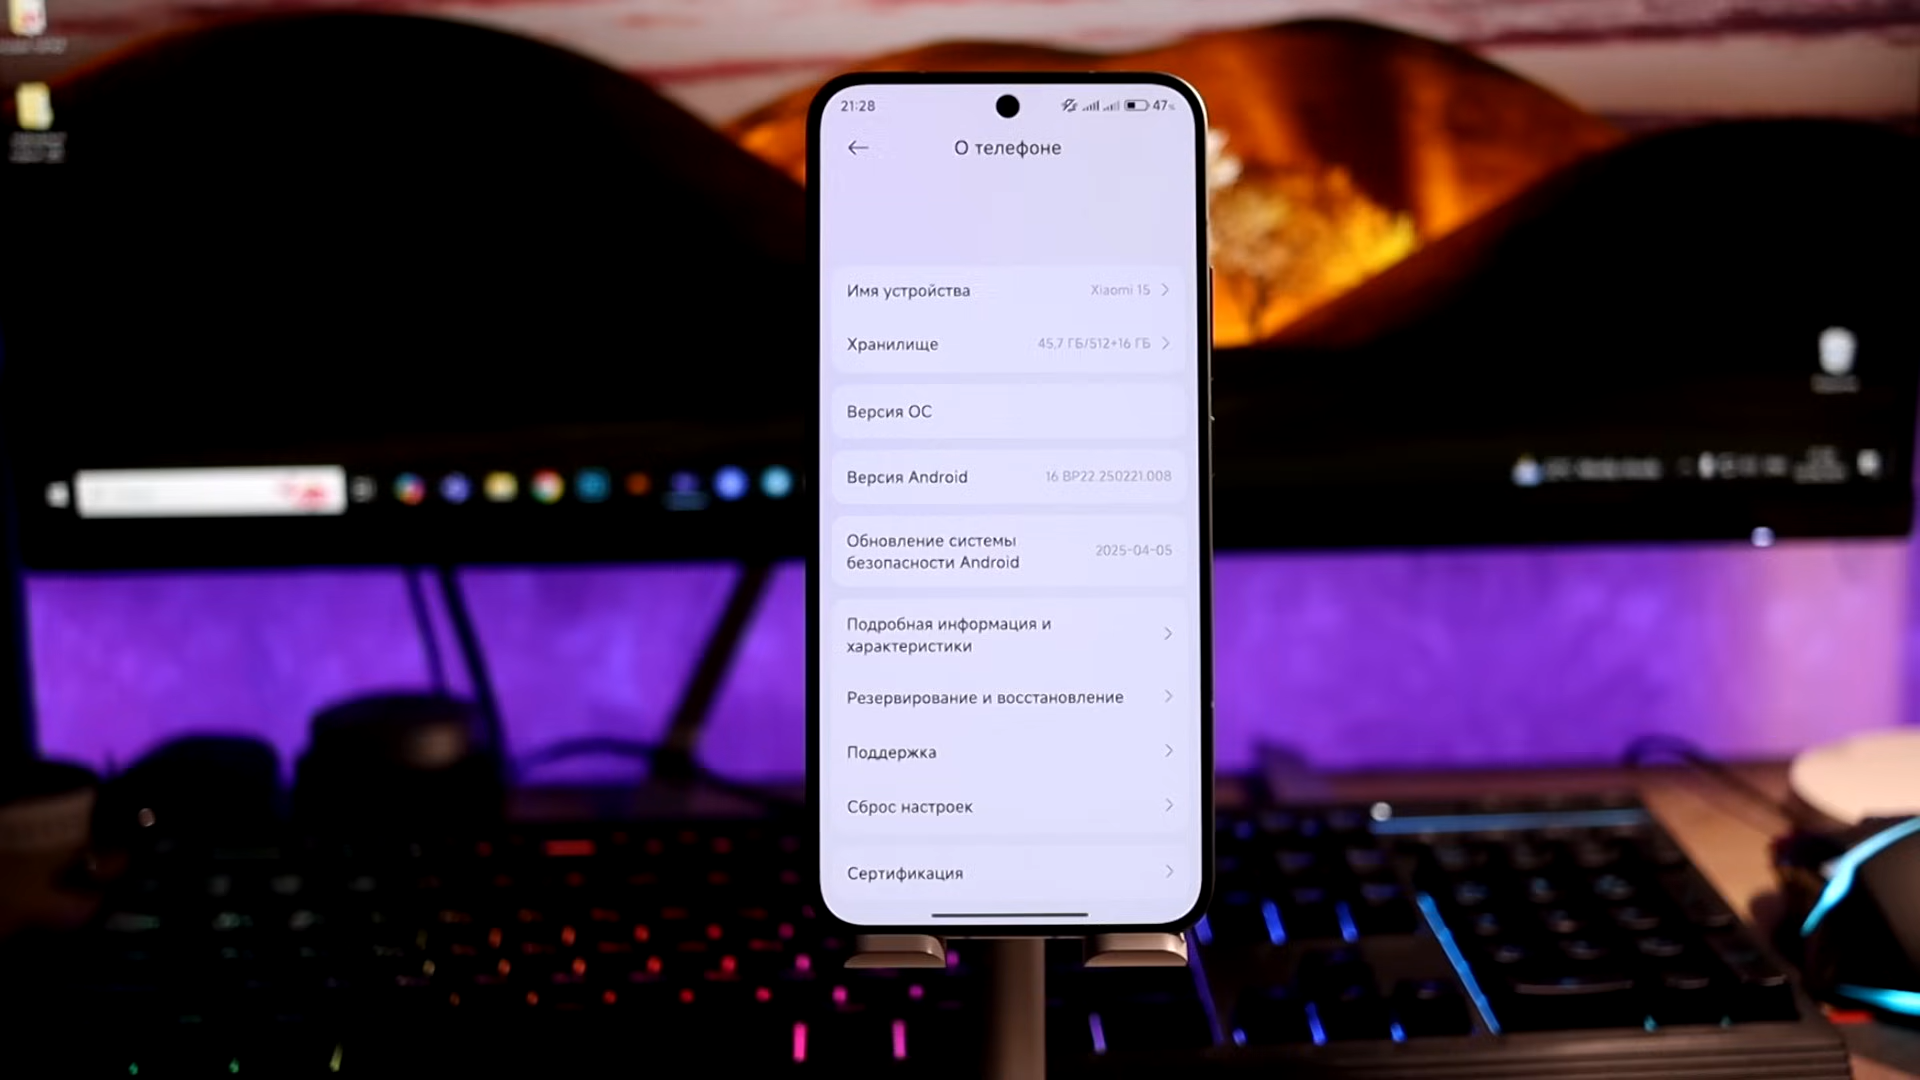 21:28 47%
О телефоне
Имя устройства Xiaomi 15
Хранилище 45,7 ГБ/512+16 ГБ
Версия ОС
Версия Android 16 BP22.250221.008
Обновление системы
безопасности Android 2025-04-05
Подробная информация и
характеристики
Резервирование и восстановление
Поддержка
Сброс настроек
Сертификация